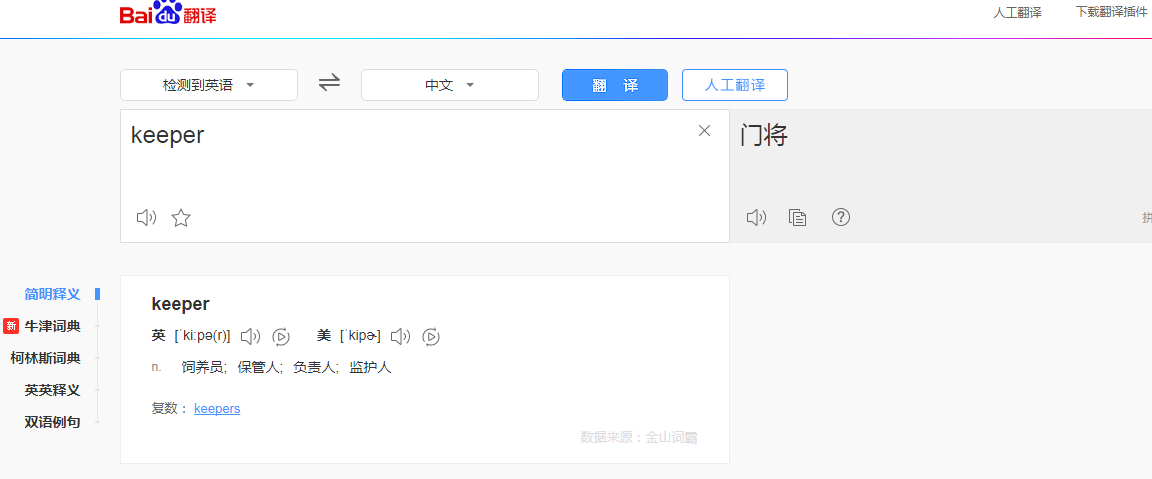 Baidu翻译
人工翻译 下载翻译插件
检测到英语 中文 翻 译 人工翻译
keeper
门将
拼
简明释义
新 牛津词典
柯林斯词典
英英释义
双语例句
keeper
英 [ˈkiːpə(r)] 美 [ˈkipɚ]
n. 饲养员; 保管人; 负责人; 监护人
复数： keepers
数据来源：金山词霸